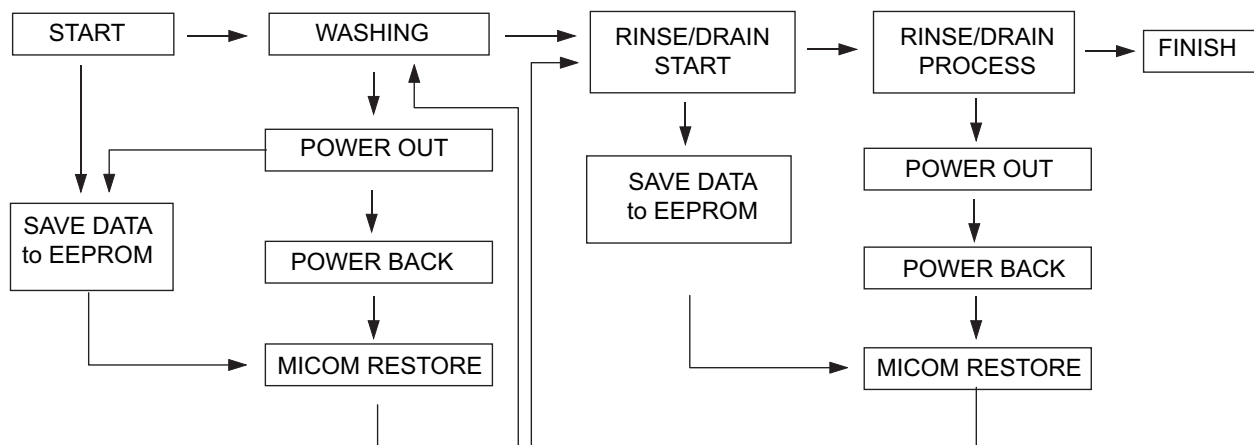 START
WASHING
RINSE/DRAIN
START
RINSE/DRAIN
PROCESS
FINISH
POWER OUT
SAVE DATA
to EEPROM
POWER OUT
SAVE DATA
to EEPROM
POWER BACK
POWER BACK
MICOM RESTORE
MICOM RESTORE